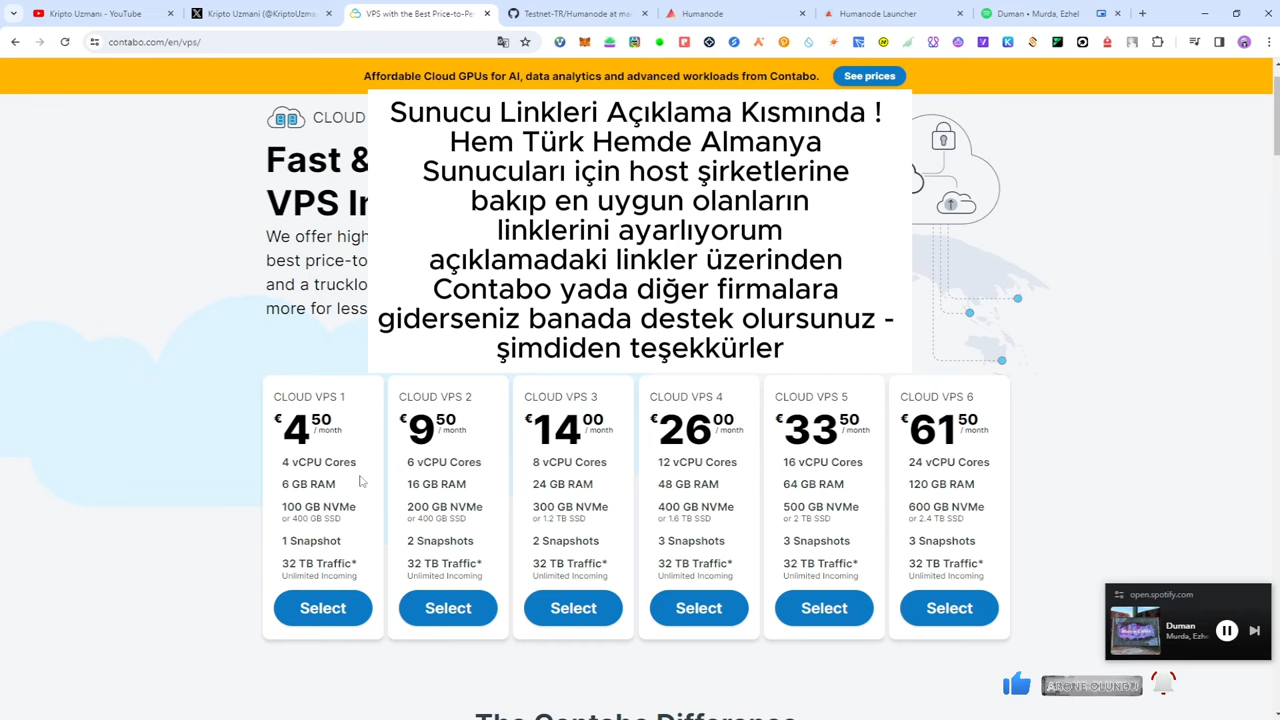 Kripto Uzmani - YouTube
Kripto Uzmani (@KriptoUzmani
VPS with the Best Price-to-Pe
Testnet-TR/Humanode at ma
Humanode
Humanode Launcher
Duman • Murda, Ezhel
contabo.com/en/vps/
Affordable Cloud GPUs for AI, data analytics and advanced workloads from Contabo.
See prices
CLOUD
Fast &
VPS I
We offer high
best price-to
and a trucklo
more for less
Sunucu Linkleri Açıklama Kısmında !
Hem Türk Hemde Almanya
Sunucuları için host şirketlerine
bakıp en uygun olanların
linklerini ayarlıyorum
açıklamadaki linkler üzerinden
Contabo yada diğer firmalara
giderseniz banada destek olursunuz -
şimdiden teşekkürler
CLOUD VPS 1
€4 50 / month
4 vCPU Cores
6 GB RAM
100 GB NVMe
or 400 GB SSD
1 Snapshot
32 TB Traffic*
Unlimited Incoming
Select
CLOUD VPS 2
€9 50 / month
6 vCPU Cores
16 GB RAM
200 GB NVMe
or 400 GB SSD
2 Snapshots
32 TB Traffic*
Unlimited Incoming
Select
CLOUD VPS 3
€14 00 / month
8 vCPU Cores
24 GB RAM
300 GB NVMe
or 1.2 TB SSD
2 Snapshots
32 TB Traffic*
Unlimited Incoming
Select
CLOUD VPS 4
€26 00 / month
12 vCPU Cores
48 GB RAM
400 GB NVMe
or 1.6 TB SSD
3 Snapshots
32 TB Traffic*
Unlimited Incoming
Select
CLOUD VPS 5
€33 50 / month
16 vCPU Cores
64 GB RAM
500 GB NVMe
or 2 TB SSD
3 Snapshots
32 TB Traffic*
Unlimited Incoming
Select
CLOUD VPS 6
€61 50 / month
24 vCPU Cores
120 GB RAM
600 GB NVMe
or 2.4 TB SSD
3 Snapshots
32 TB Traffic*
Unlimited Incoming
Select
open.spotify.com
Duman
Murda, Ezhe
ABONE OLUNDU
The Contabo Difference